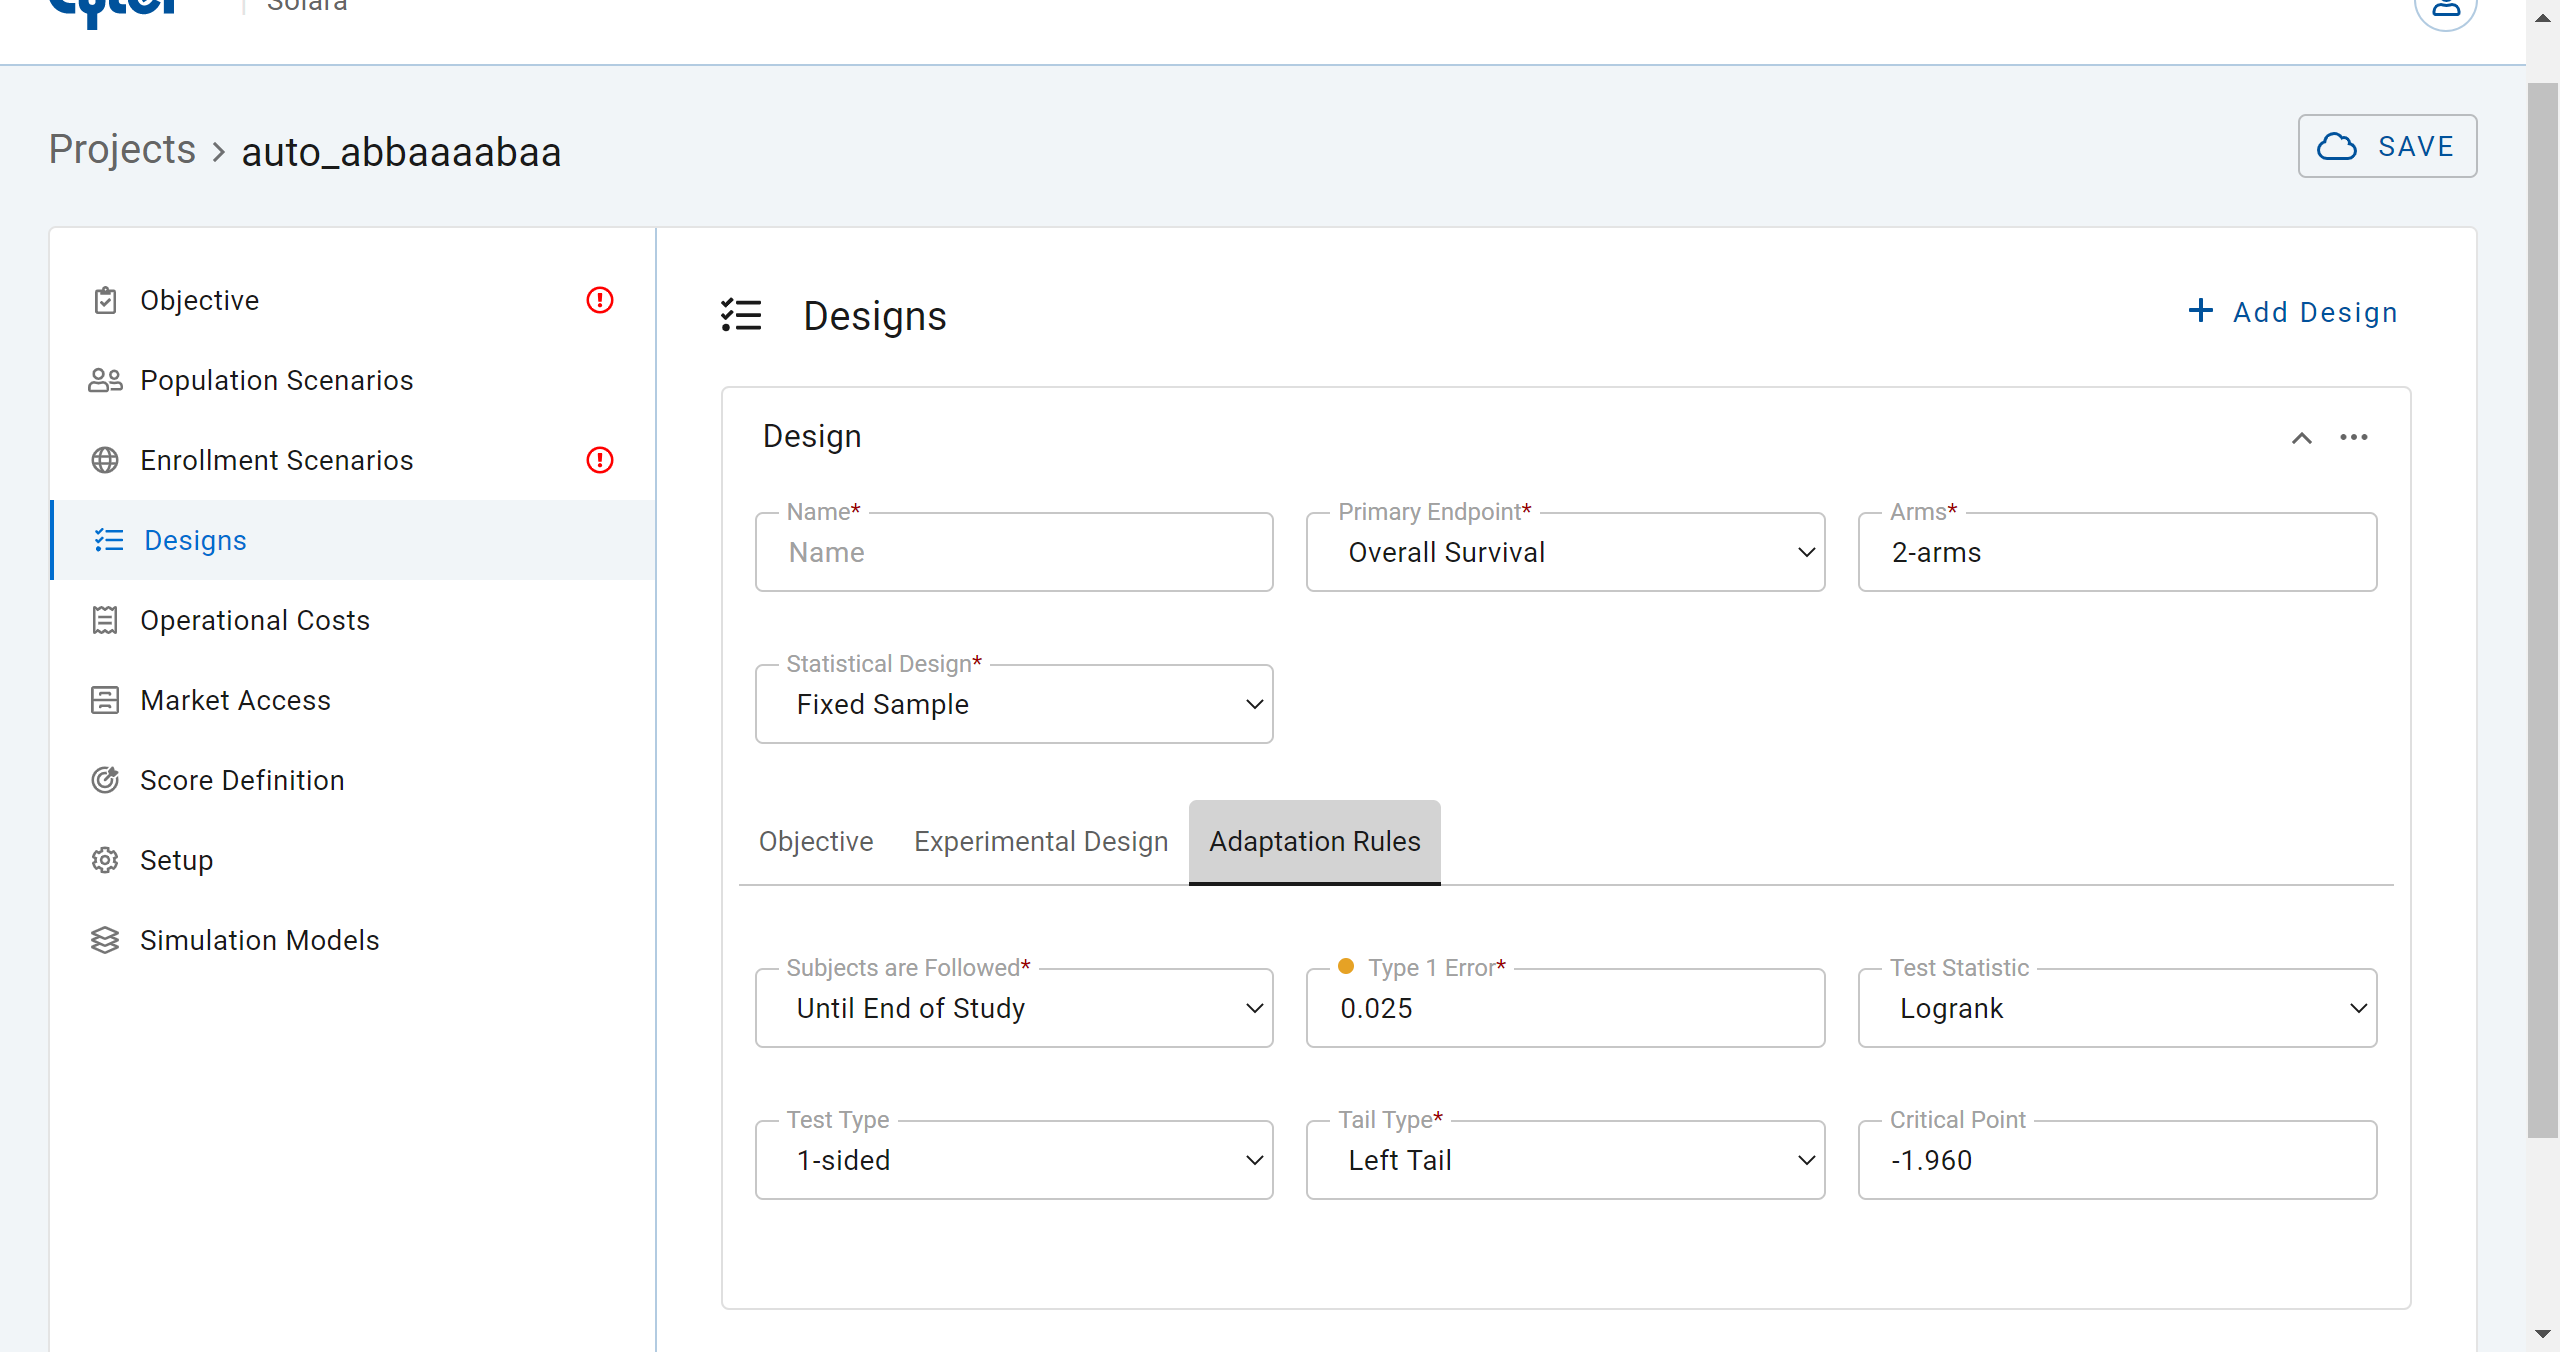 Solara
Projects > auto_abbaaaabaa
SAVE
Objective
Population Scenarios
Enrollment Scenarios
Designs
Operational Costs
Market Access
Score Definition
Setup
Simulation Models
Designs
+ Add Design
Design
Name*
Name
Primary Endpoint*
Overall Survival
Arms*
2-arms
Statistical Design*
Fixed Sample
Objective
Experimental Design
Adaptation Rules
Subjects are Followed*
Until End of Study
Type 1 Error*
0.025
Test Statistic
Logrank
Test Type
1-sided
Tail Type*
Left Tail
Critical Point
-1.960